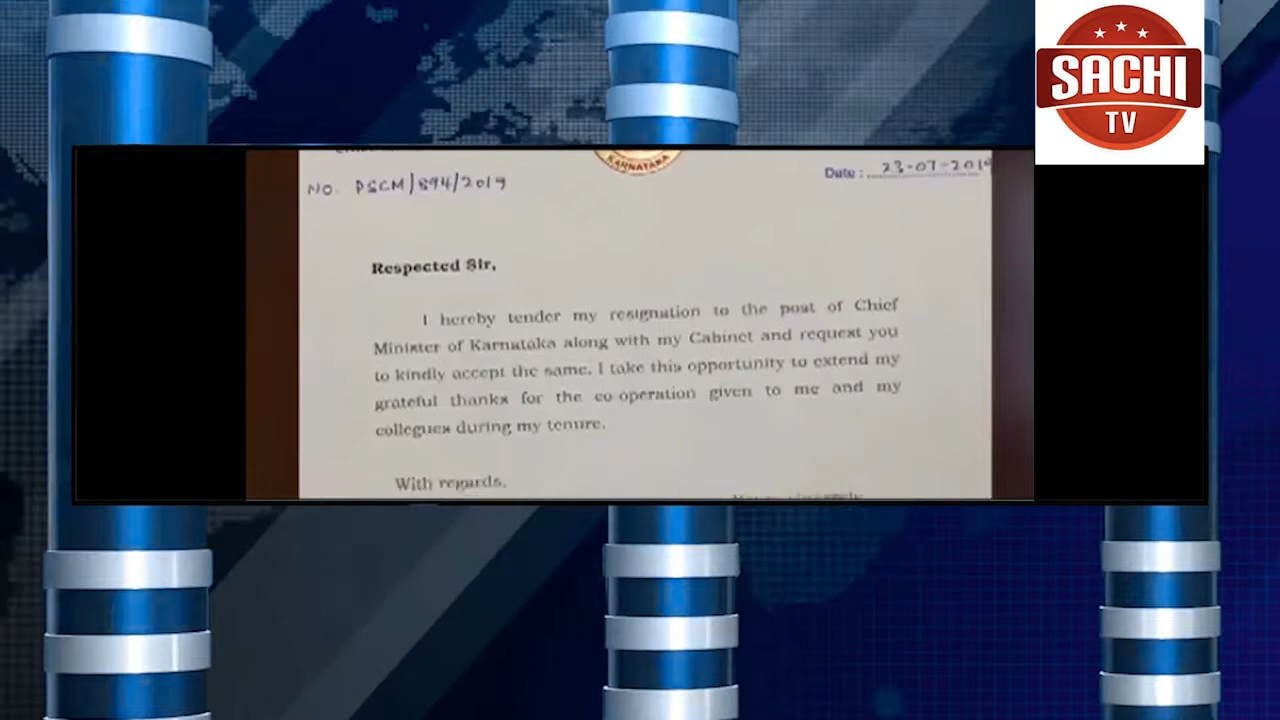 SACHI
TV
KARNATAKA
NO. PSCM/894/2019
Date : 23-07-2019
Respected Sir,
I hereby tender my resignation to the post of Chief
Minister of Karnataka along with my Cabinet and request you
to kindly accept the same. I take this opportunity to extend my
grateful thanks for the co-operation given to me and my
collegues during my tenure.
With regards,